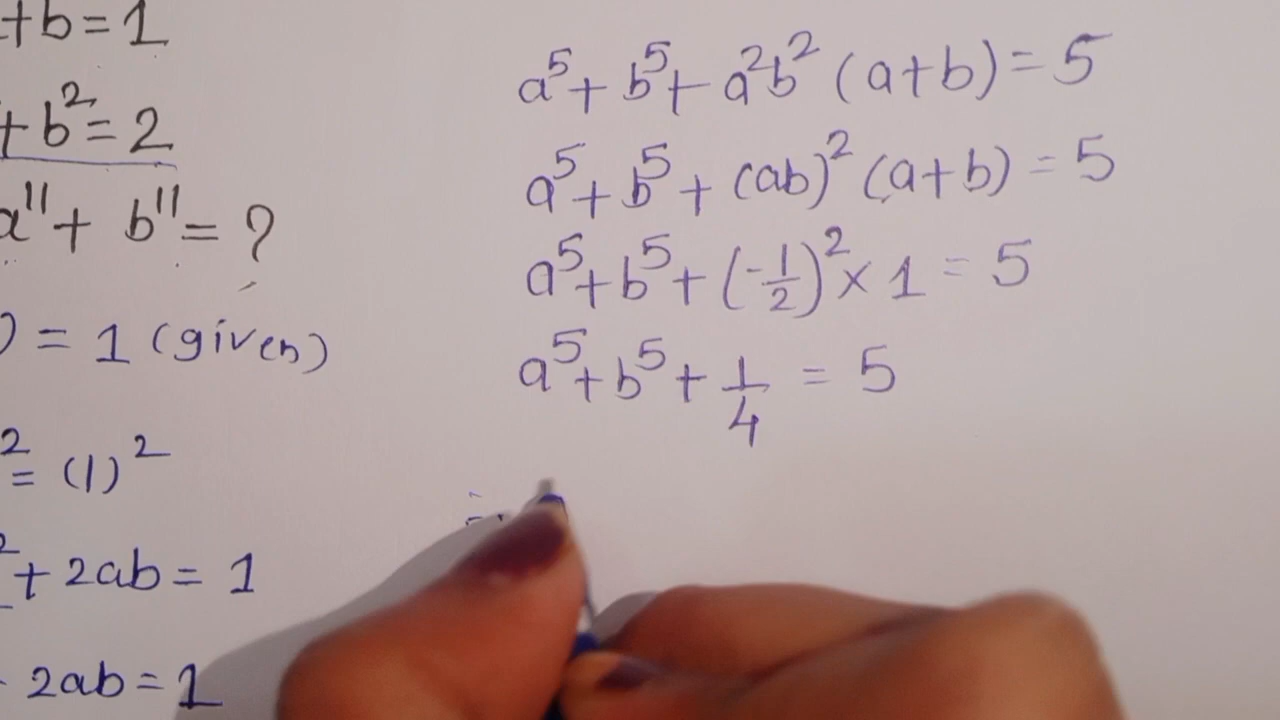 +b=1
+b²=2
a¹¹+ b¹¹= ?
= 1 (given)
²= (1)²
²+ 2ab= 1
2ab=1
a⁵+ b⁵+ a²b² (a+b)=5
a⁵+b⁵+ (ab)² (a+b) =5
a⁵+b⁵+(-1/2)²×1 =5
a⁵+b⁵+ 1/4 = 5